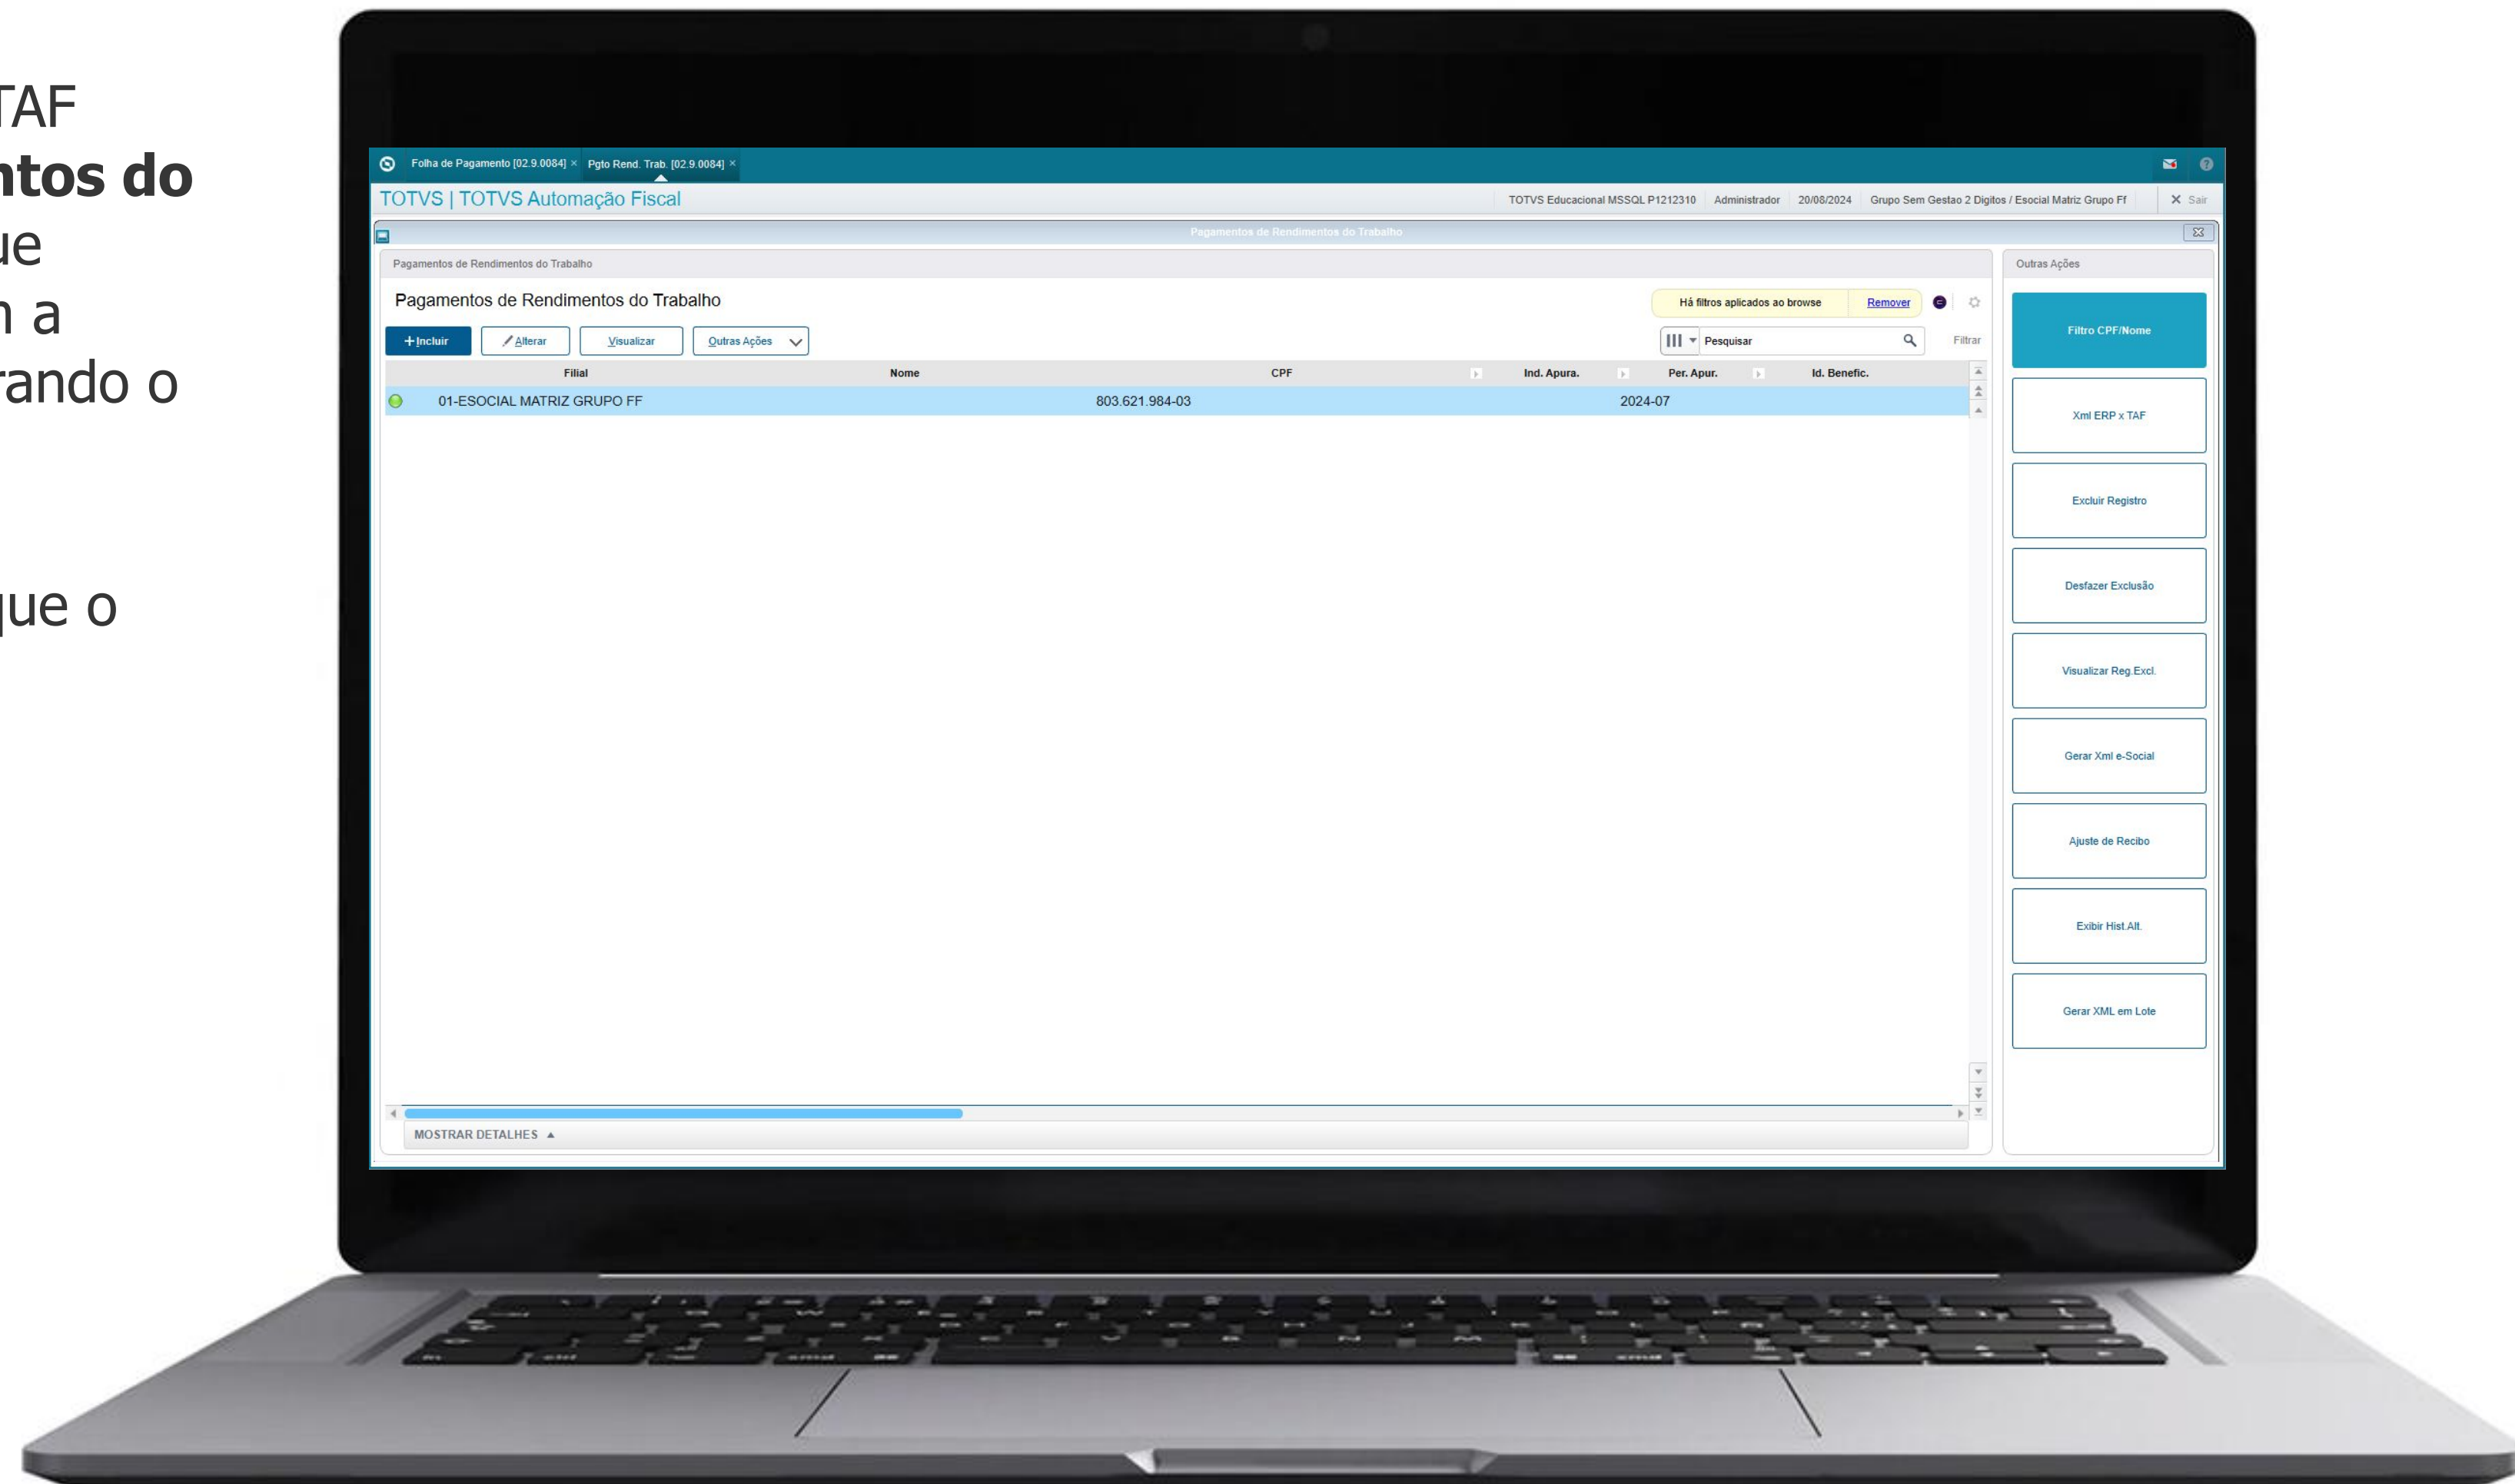 TAF
ntos do
ue
n a
rando o
que o
Folha de Pagamento [02.9.0084] × Pgto Rend. Trab. [02.9.0084] ×
TOTVS | TOTVS Automação Fiscal
TOTVS Educacional MSSQL P1212310 Administrador 20/08/2024 Grupo Sem Gestao 2 Digitos / Esocial Matriz Grupo Ff × Sair
Pagamentos de Rendimentos do Trabalho
Pagamentos de Rendimentos do Trabalho
Outras Ações
Pagamentos de Rendimentos do Trabalho
Há filtros aplicados ao browse Remover
+ Incluir Alterar Visualizar Outras Ações
Pesquisar Filtrar
Filial Nome CPF Ind. Apura. Per. Apur. Id. Benefic.
01-ESOCIAL MATRIZ GRUPO FF 803.621.984-03 2024-07
Filtro CPF/Nome
Xml ERP x TAF
Excluir Registro
Desfazer Exclusão
Visualizar Reg.Excl.
Gerar Xml e-Social
Ajuste de Recibo
Exibir Hist.Alt.
Gerar XML em Lote
MOSTRAR DETALHES